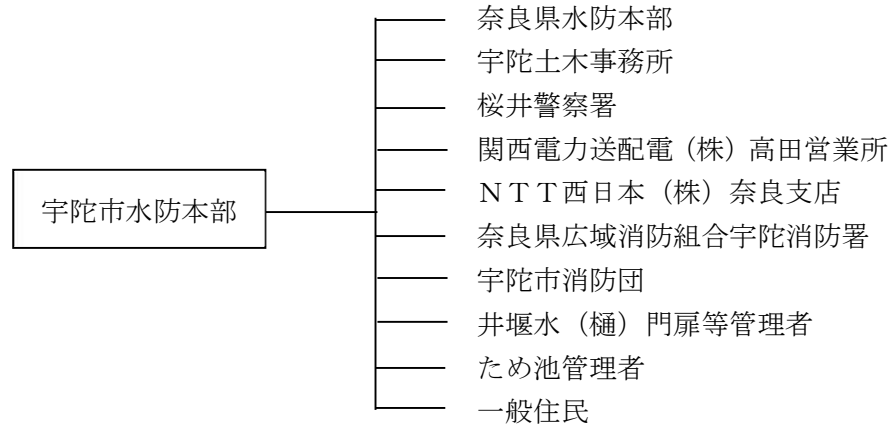 宇陀市水防本部
奈良県水防本部
宇陀土木事務所
桜井警察署
関西電力送配電（株）高田営業所
ＮＴＴ西日本（株）奈良支店
奈良県広域消防組合宇陀消防署
宇陀市消防団
井堰水（樋）門扉等管理者
ため池管理者
一般住民